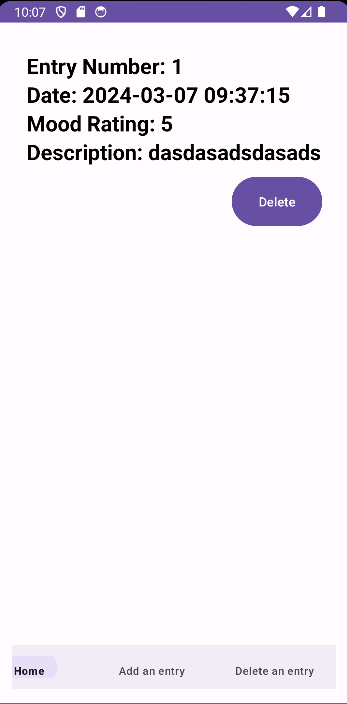 10:07
Entry Number: 1
Date: 2024-03-07 09:37:15
Mood Rating: 5
Description: dasdasadsdasads
Delete
Home Add an entry Delete an entry